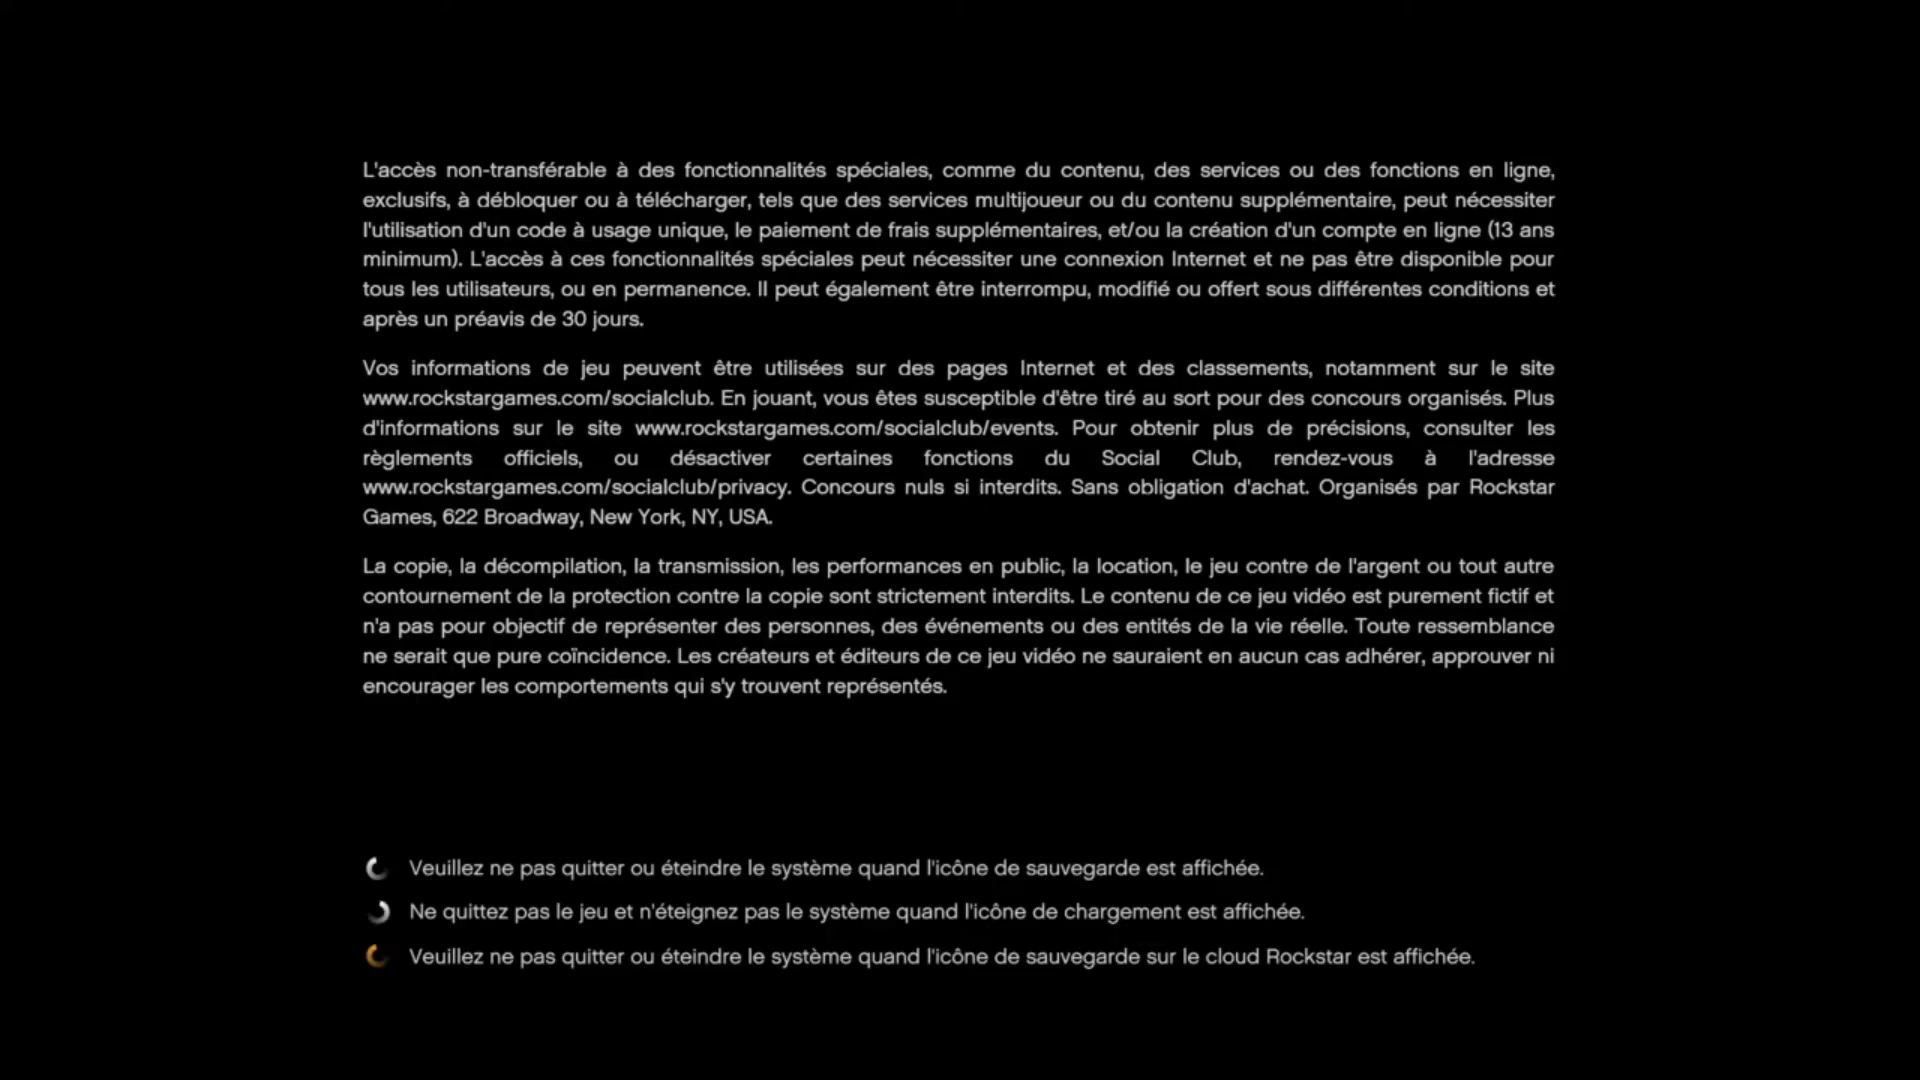 L'accès non-transférable à des fonctionnalités spéciales, comme du contenu, des services ou des fonctions en ligne,
exclusifs, à débloquer ou à télécharger, tels que des services multijoueur ou du contenu supplémentaire, peut nécessiter
l'utilisation d'un code à usage unique, le paiement de frais supplémentaires, et/ou la création d'un compte en ligne (13 ans
minimum). L'accès à ces fonctionnalités spéciales peut nécessiter une connexion Internet et ne pas être disponible pour
tous les utilisateurs, ou en permanence. Il peut également être interrompu, modifié ou offert sous différentes conditions et
après un préavis de 30 jours.
Vos informations de jeu peuvent être utilisées sur des pages Internet et des classements, notamment sur le site
www.rockstargames.com/socialclub. En jouant, vous êtes susceptible d'être tiré au sort pour des concours organisés. Plus
d'informations sur le site www.rockstargames.com/socialclub/events. Pour obtenir plus de précisions, consulter les
règlements officiels, ou désactiver certaines fonctions du Social Club, rendez-vous à l'adresse
www.rockstargames.com/socialclub/privacy. Concours nuls si interdits. Sans obligation d'achat. Organisés par Rockstar
Games, 622 Broadway, New York, NY, USA.
La copie, la décompilation, la transmission, les performances en public, la location, le jeu contre de l'argent ou tout autre
contournement de la protection contre la copie sont strictement interdits. Le contenu de ce jeu vidéo est purement fictif et
n'a pas pour objectif de représenter des personnes, des événements ou des entités de la vie réelle. Toute ressemblance
ne serait que pure coïncidence. Les créateurs et éditeurs de ce jeu vidéo ne sauraient en aucun cas adhérer, approuver ni
encourager les comportements qui s'y trouvent représentés.
Veuillez ne pas quitter ou éteindre le système quand l'icône de sauvegarde est affichée.
Ne quittez pas le jeu et n'éteignez pas le système quand l'icône de chargement est affichée.
Veuillez ne pas quitter ou éteindre le système quand l'icône de sauvegarde sur le cloud Rockstar est affichée.